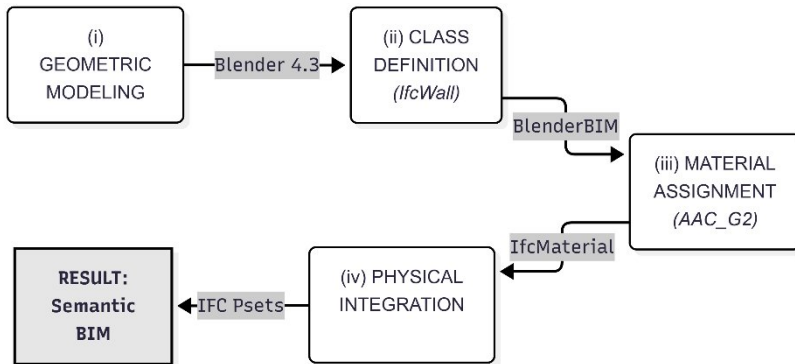 (i)
GEOMETRIC
MODELING
Blender 4.3
(ii) CLASS
DEFINITION
(IfcWall)
BlenderBIM
(iii) MATERIAL
ASSIGNMENT
(AAC_G2)
IfcMaterial
(iv) PHYSICAL
INTEGRATION
IFC Psets
RESULT:
Semantic
BIM